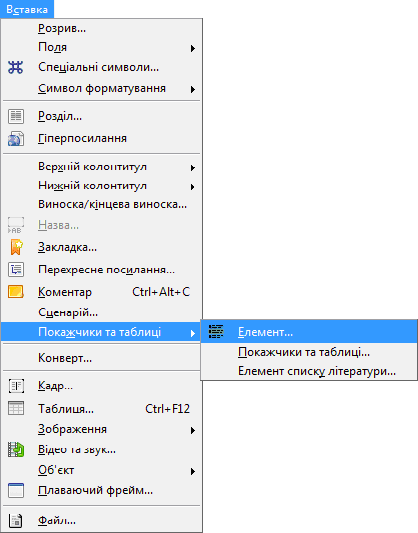 Вставка
Розрив...
Поля
Спеціальні символи...
Символ форматування
Розділ...
Гіперпосилання
Верхній колонтитул
Нижній колонтитул
Виноска/кінцева виноска...
Назва...
Закладка...
Перехресне посилання...
Коментар Ctrl+Alt+C
Сценарій...
Покажчики та таблиці
Елемент...
Покажчики та таблиці...
Елемент списку літератури...
Конверт...
Кадр...
Таблиця... Ctrl+F12
Зображення
Відео та звук...
Об'єкт
Плаваючий фрейм...
Файл...